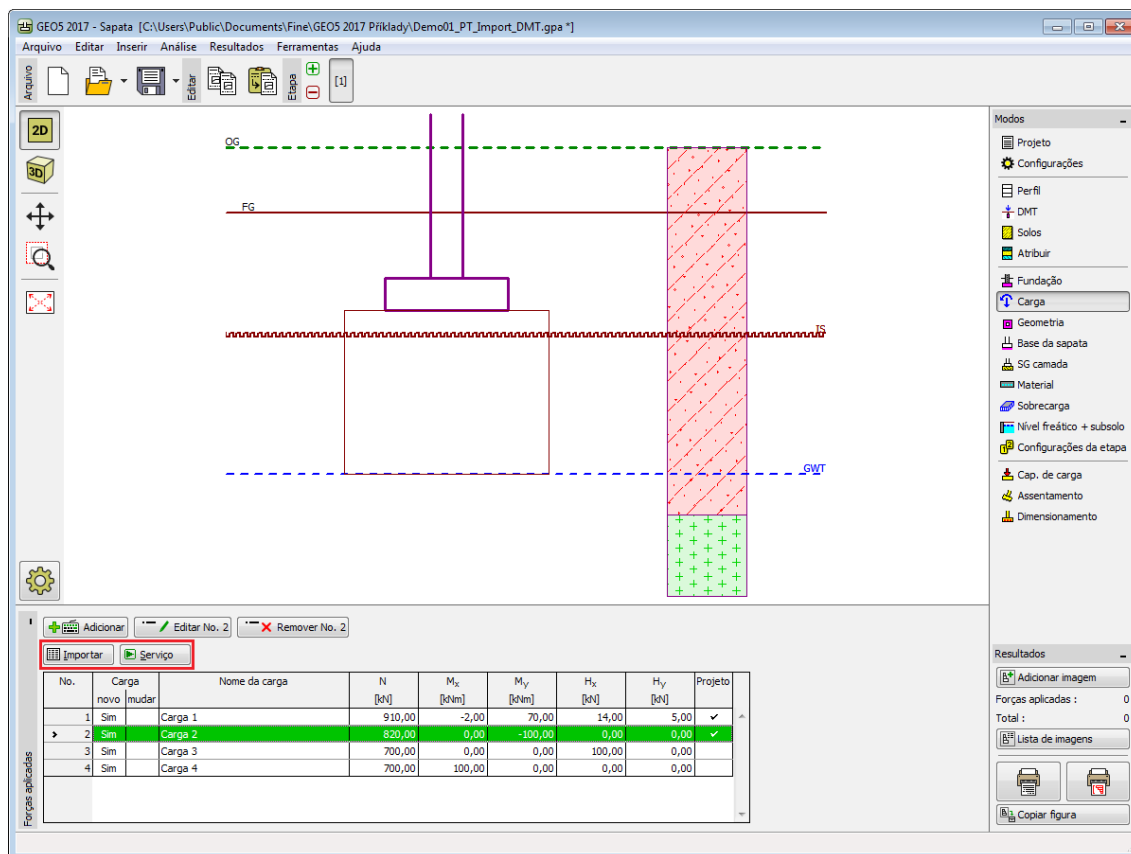 GEO5 2017 - Sapata [C:\Users\Public\Documents\Fine\GEO5 2017 Příklady\Demo01_PT_Import_DMT.gpa *]
Arquivo Editar Inserir Análise Resultados Ferramentas Ajuda
Arquivo
Editar
Etapa
[1]
2D
3D
OG
FG
IS
GWT
Modos
Projeto
Configurações
Perfil
DMT
Solos
Atribuir
Fundação
Carga
Geometria
Base da sapata
SG camada
Material
Sobrecarga
Nível freático + subsolo
Configurações da etapa
Cap. de carga
Assentamento
Dimensionamento
Adicionar Editar No. 2 Remover No. 2
Importar Serviço
No. Carga Nome da carga N Mx My Hx Hy Projeto
novo mudar [kN] [kNm] [kNm] [kN] [kN]
1 Sim Carga 1 910,00 -2,00 70,00 14,00 5,00 ✓
> 2 Sim Carga 2 820,00 0,00 -100,00 0,00 0,00 ✓
3 Sim Carga 3 700,00 0,00 0,00 100,00 0,00
4 Sim Carga 4 700,00 100,00 0,00 0,00 0,00
Forças aplicadas
Resultados
Adicionar imagem
Forças aplicadas : 0
Total : 0
Lista de imagens
Copiar figura